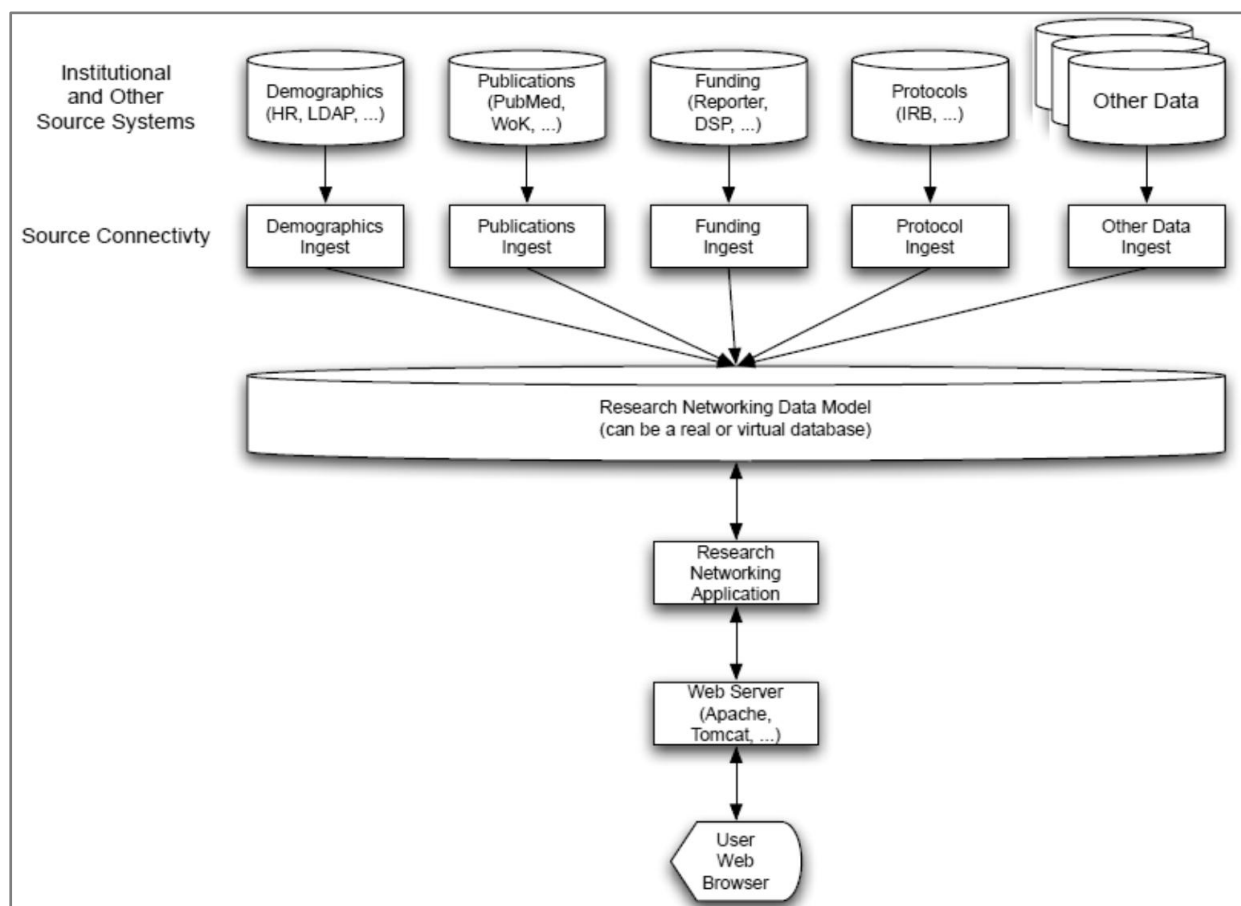 Institutional
and Other
Source Systems
Demographics
(HR, LDAP, ...)
Publications
(PubMed,
WoK, ...)
Funding
(Reporter,
DSP, ...)
Protocols
(IRB, ...)
Other Data
Source Connectivty
Demographics
Ingest
Publications
Ingest
Funding
Ingest
Protocol
Ingest
Other Data
Ingest
Research Networking Data Model
(can be a real or virtual database)
Research
Networking
Application
Web Server
(Apache,
Tomcat, ...)
User
Web
Browser